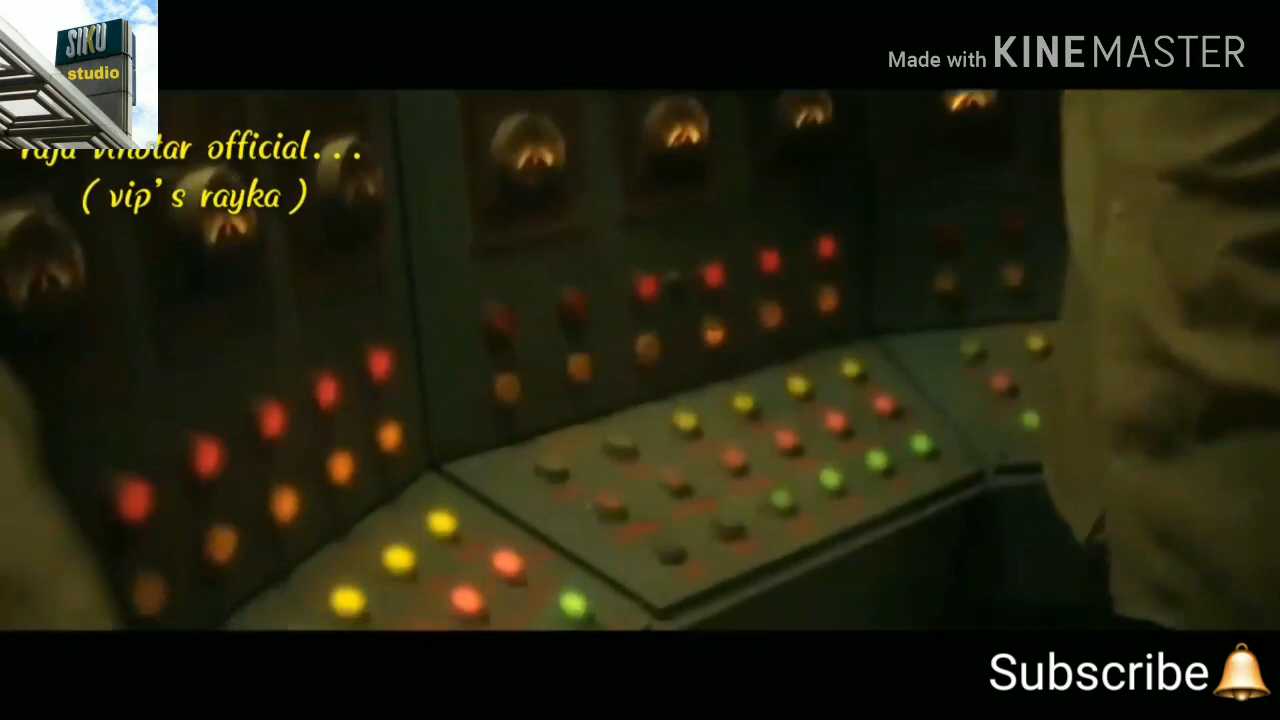 SIKU
studio
Made with KINEMASTER
official...
( vip's rayka )
Subscribe